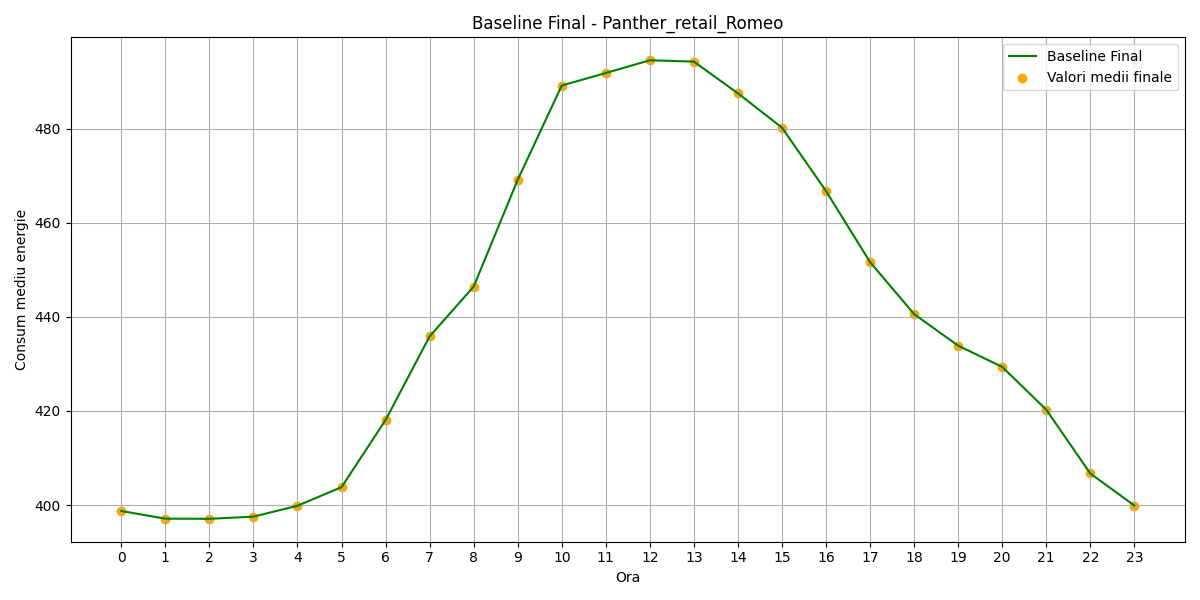 Baseline Final - Panther_retail_Romeo
Baseline Final
Valori medii finale
Consum mediu energie
480
460
440
420
400
0 1 2 3 4 5 6 7 8 9 10 11 12 13 14 15 16 17 18 19 20 21 22 23
Ora